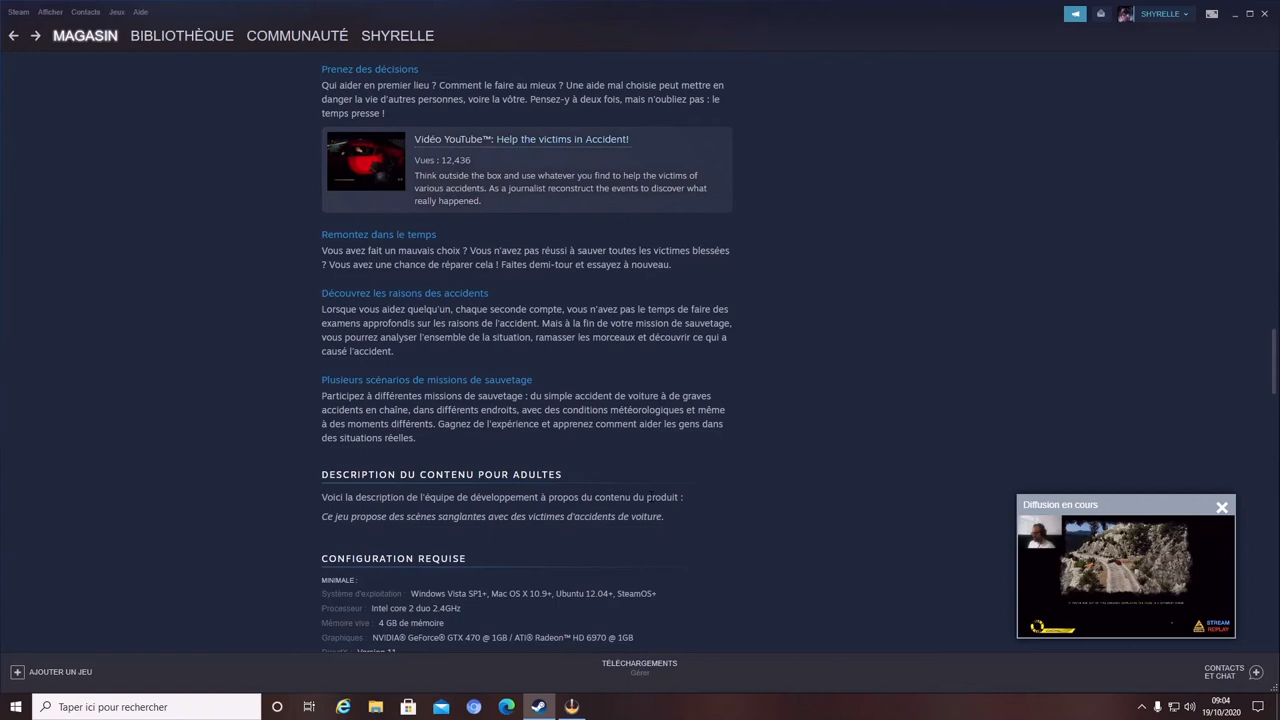 Steam Afficher Contacts Jeux Aide
SHYRELLE
MAGASIN BIBLIOTHÈQUE COMMUNAUTÉ SHYRELLE
Prenez des décisions
Qui aider en premier lieu ? Comment le faire au mieux ? Une aide mal choisie peut mettre en
danger la vie d'autres personnes, voire la vôtre. Pensez-y à deux fois, mais n'oubliez pas : le
temps presse !
Vidéo YouTube™: Help the victims in Accident!
Vues : 12,436
Think outside the box and use whatever you find to help the victims of
various accidents. As a journalist reconstruct the events to discover what
really happened.
Remontez dans le temps
Vous avez fait un mauvais choix ? Vous n'avez pas réussi à sauver toutes les victimes blessées
? Vous avez une chance de réparer cela ! Faites demi-tour et essayez à nouveau.
Découvrez les raisons des accidents
Lorsque vous aidez quelqu'un, chaque seconde compte, vous n'avez pas le temps de faire des
examens approfondis sur les raisons de l'accident. Mais à la fin de votre mission de sauvetage,
vous pourrez analyser l'ensemble de la situation, ramasser les morceaux et découvrir ce qui a
causé l'accident.
Plusieurs scénarios de missions de sauvetage
Participez à différentes missions de sauvetage : du simple accident de voiture à de graves
accidents en chaîne, dans différents endroits, avec des conditions météorologiques et même
à des moments différents. Gagnez de l'expérience et apprenez comment aider les gens dans
des situations réelles.
DESCRIPTION DU CONTENU POUR ADULTES
Voici la description de l'équipe de développement à propos du contenu du produit :
Ce jeu propose des scènes sanglantes avec des victimes d'accidents de voiture.
CONFIGURATION REQUISE
MINIMALE :
Système d'exploitation : Windows Vista SP1+, Mac OS X 10.9+, Ubuntu 12.04+, SteamOS+
Processeur : Intel core 2 duo 2.4GHz
Mémoire vive : 4 GB de mémoire
Graphiques : NVIDIA® GeForce® GTX 470 @ 1GB / ATI® Radeon™ HD 6970 @ 1GB
DirectX : Version 11
Diffusion en cours
STREAM
REPLAY
AJOUTER UN JEU
TÉLÉCHARGEMENTS
Gérer
CONTACTS
ET CHAT
Taper ici pour rechercher
09:04
19/10/2020